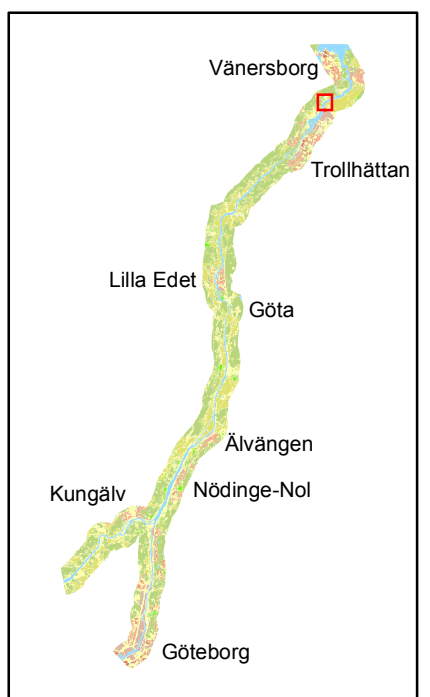 Vänersborg
Trollhättan
Lilla Edet
Göta
Älvängen
Kungälv
Nödinge-Nol
Göteborg